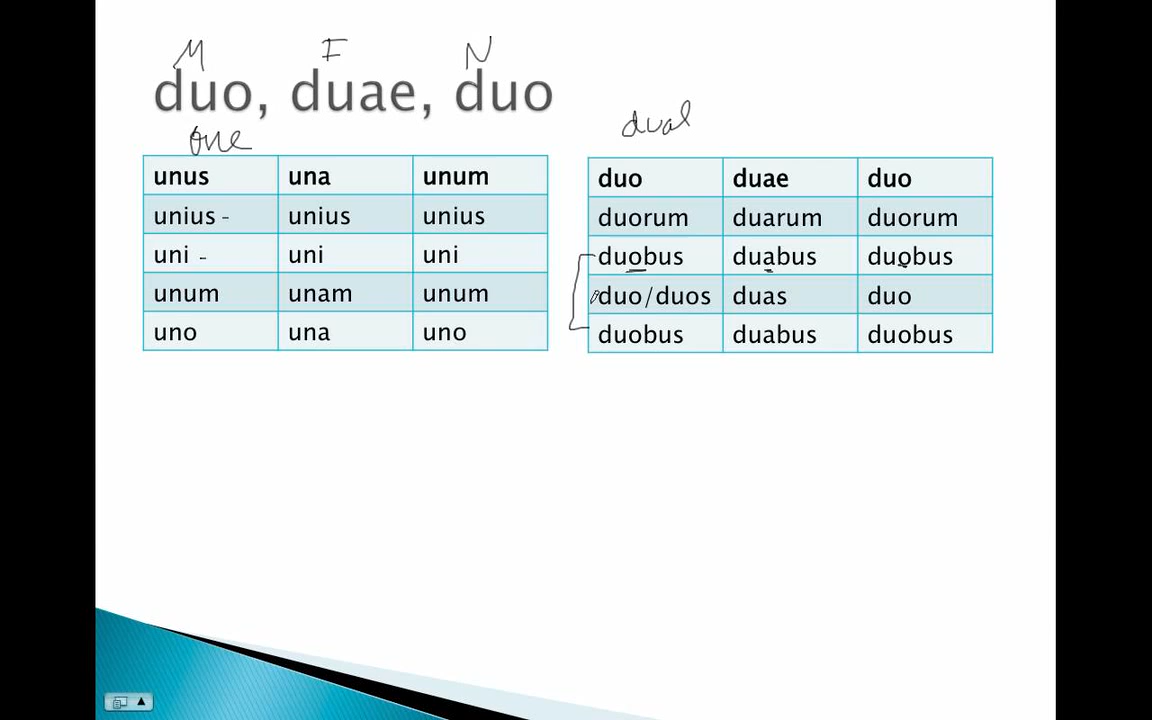 M F N
duo, duae, duo
one
dual
unus una unum
unius - unius unius
uni - uni uni
unum unam unum
uno una uno
duo duae duo
duorum duarum duorum
duobus duabus duobus
duo/duos duas duo
duobus duabus duobus